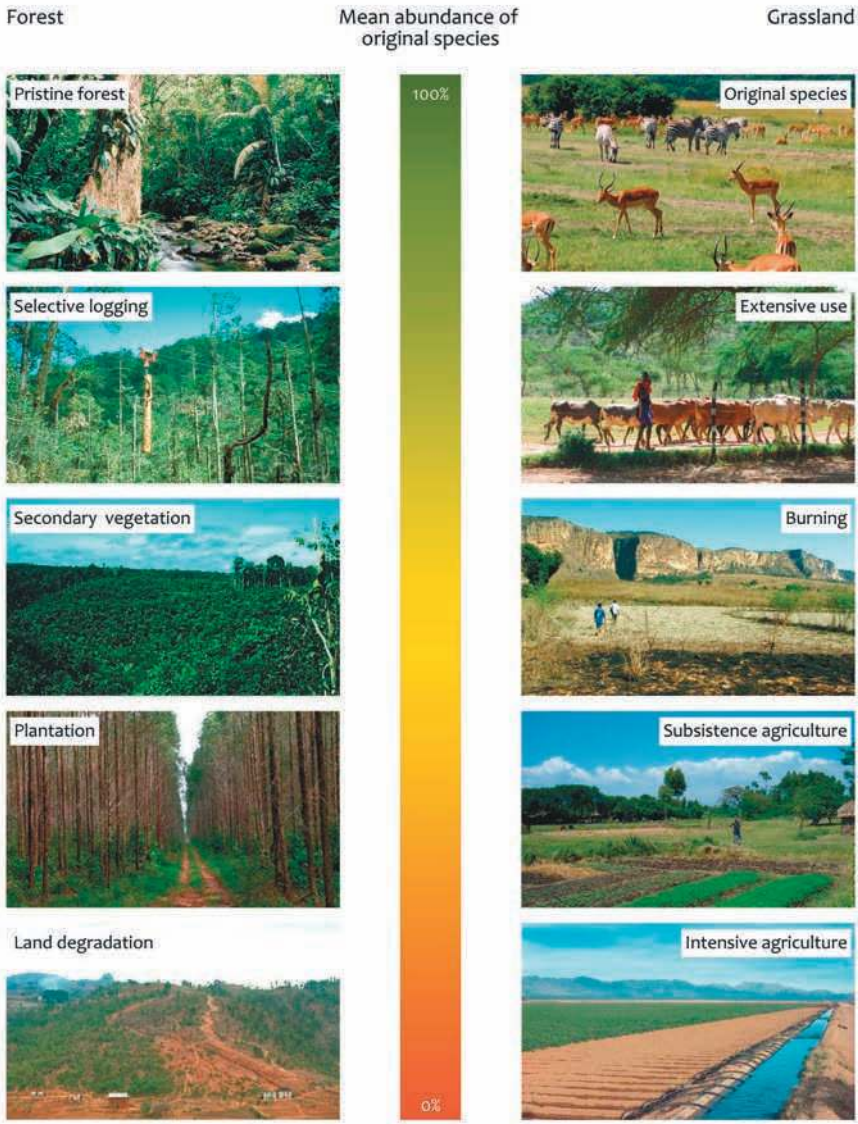 Forest
Mean abundance of
original species
Grassland
Pristine forest
100%
Original species
Selective logging
Extensive use
Secondary vegetation
Burning
Plantation
Subsistence agriculture
Land degradation
Intensive agriculture
0%